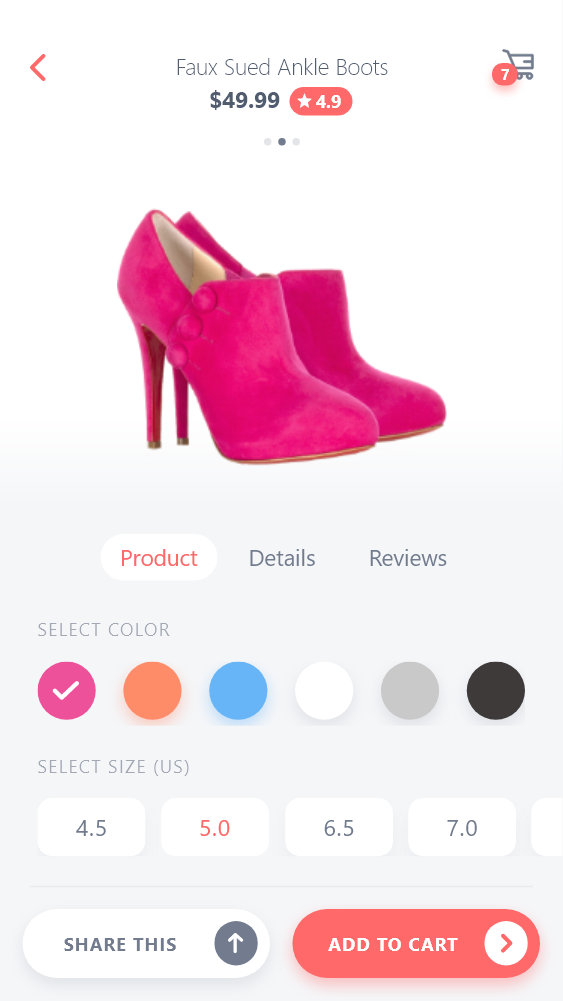 Faux Sued Ankle Boots
7
$49.99 4.9
Product Details Reviews
SELECT COLOR
SELECT SIZE (US)
4.5 5.0 6.5 7.0
SHARE THIS ADD TO CART